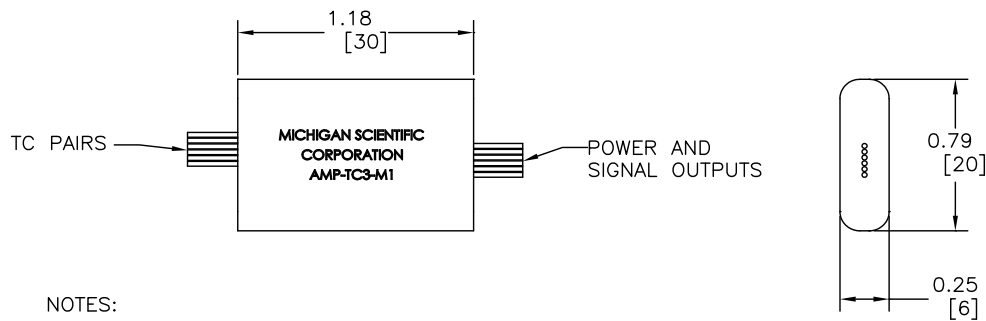 1.18
[30]
TC PAIRS
MICHIGAN SCIENTIFIC
CORPORATION
AMP-TC3-M1
POWER AND
SIGNAL OUTPUTS
0.79
[20]
0.25
[6]
NOTES: